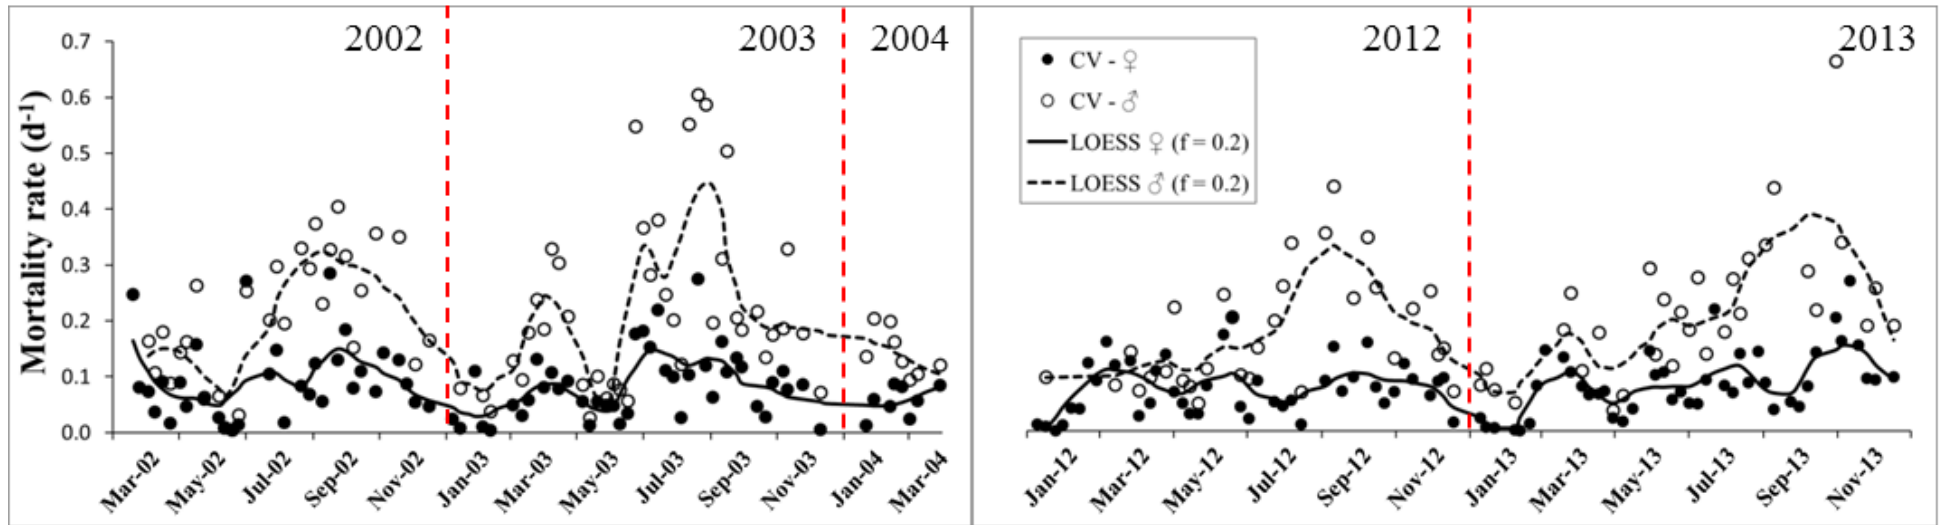 2002
2003
2004
2012
2013
Mortality rate (d⁻¹)
0.7
0.6
0.5
0.4
0.3
0.2
0.1
0.0
CV - ♀
CV - ♂
LOESS ♀ (f = 0.2)
LOESS ♂ (f = 0.2)
Mar-02
May-02
Jul-02
Sep-02
Nov-02
Jan-03
Mar-03
May-03
Jul-03
Sep-03
Nov-03
Jan-04
Mar-04
Jan-12
Mar-12
May-12
Jul-12
Sep-12
Nov-12
Jan-13
Mar-13
May-13
Jul-13
Sep-13
Nov-13